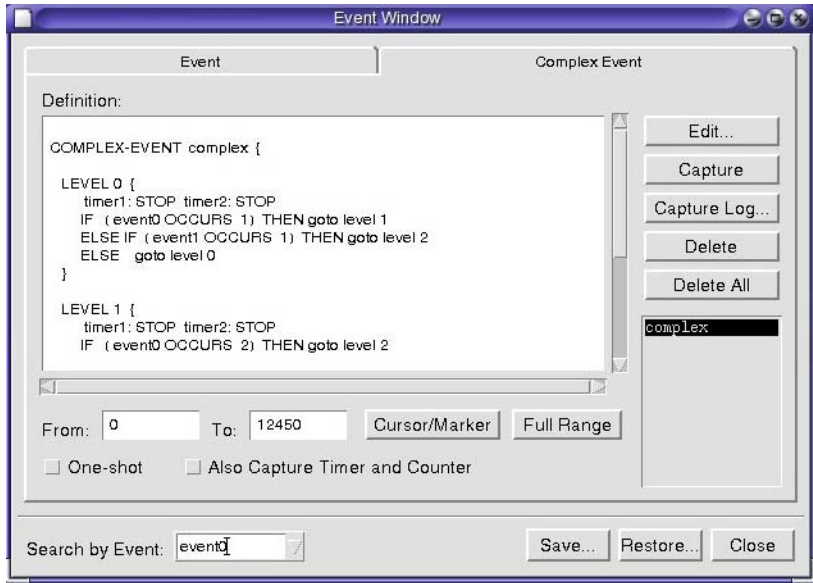 Event Window
Event
Complex Event
Definition:
COMPLEX-EVENT complex {
LEVEL 0 {
timer1: STOP timer2: STOP
IF (event0 OCCURS 1) THEN goto level 1
ELSE IF (event1 OCCURS 1) THEN goto level 2
ELSE goto level 0
}
LEVEL 1 {
timer1: STOP timer2: STOP
IF (event0 OCCURS 2) THEN goto level 2
Edit...
Capture
Capture Log...
Delete
Delete All
complex
From: 0 To: 12450 Cursor/Marker Full Range
One-shot Also Capture Timer and Counter
Search by Event: event0 Save... Restore... Close